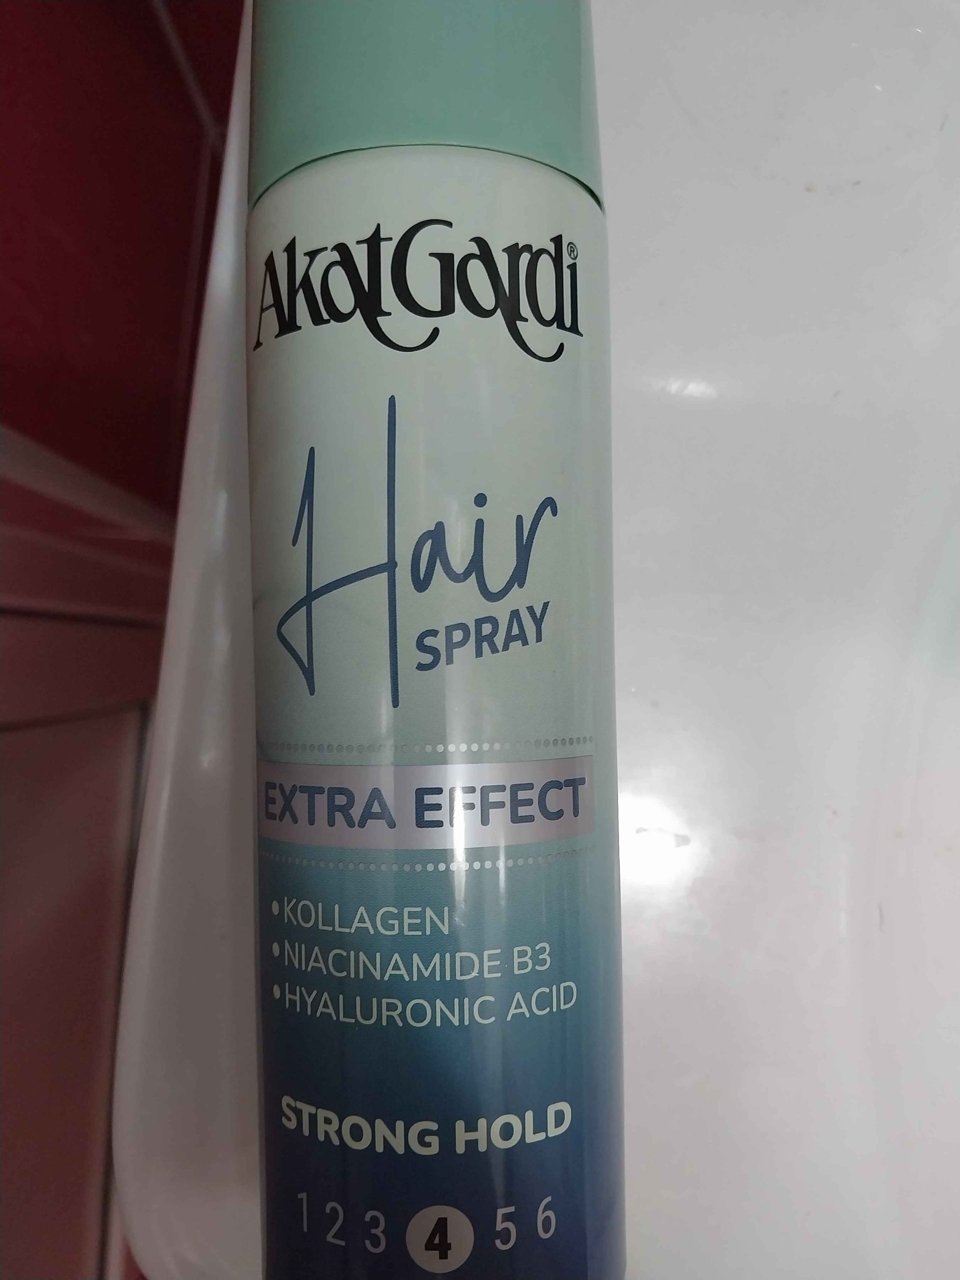 AkatGardi®
Hair
SPRAY
EXTRA EFFECT
•KOLLAGEN
•NIACINAMIDE B3
•HYALURONIC ACID
STRONG HOLD
1 2 3 4 5 6